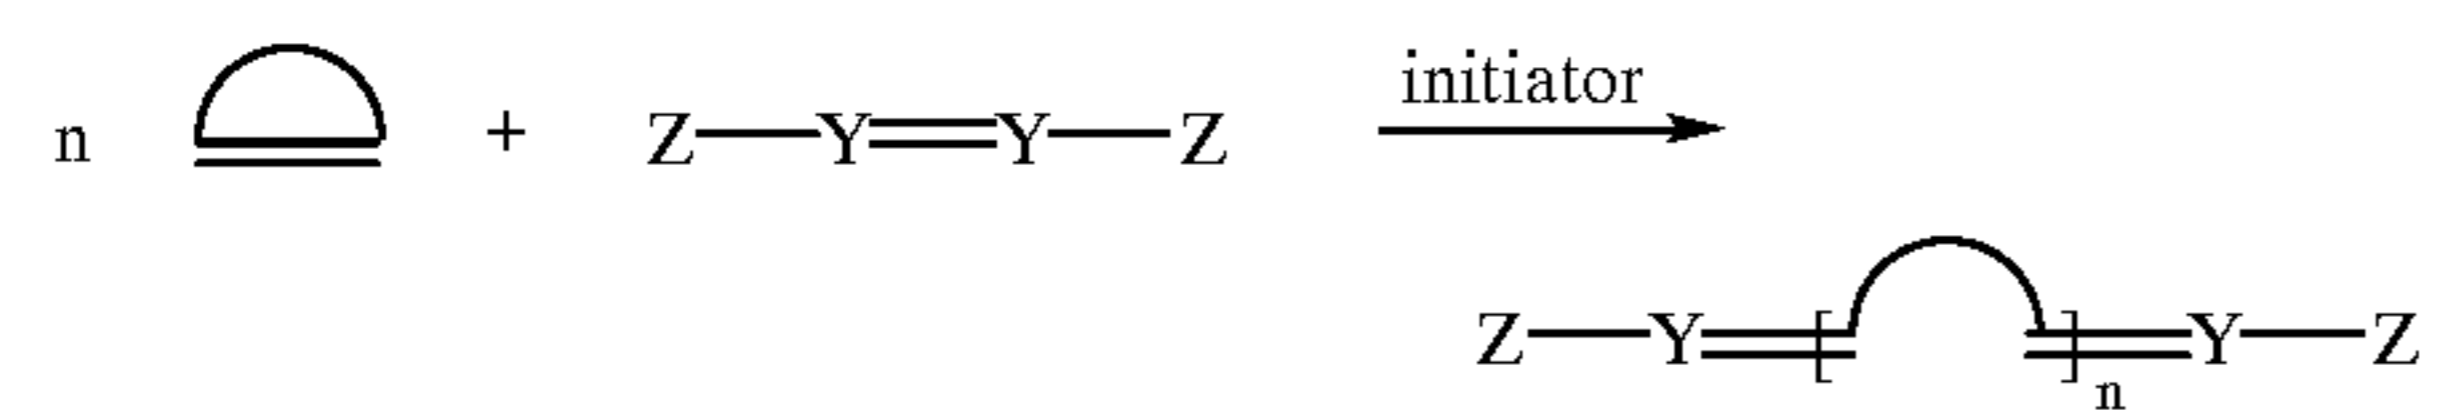 initiator
n + Z—Y=Y—Z
Z—Y=[ ]n=Y—Z